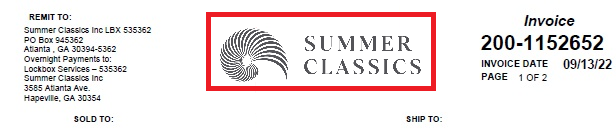 REMIT TO:
Summer Classics Inc LBX 535362
PO Box 945362
Atlanta , GA 30394-5362
Overnight Payments to:
Lockbox Services – 535362
Summer Classics Inc
3585 Atlanta Ave.
Hapeville, GA 30354
SUMMER
CLASSICS
Invoice
200-1152652
INVOICE DATE 09/13/22
PAGE 1 OF 2
SOLD TO:
SHIP TO: